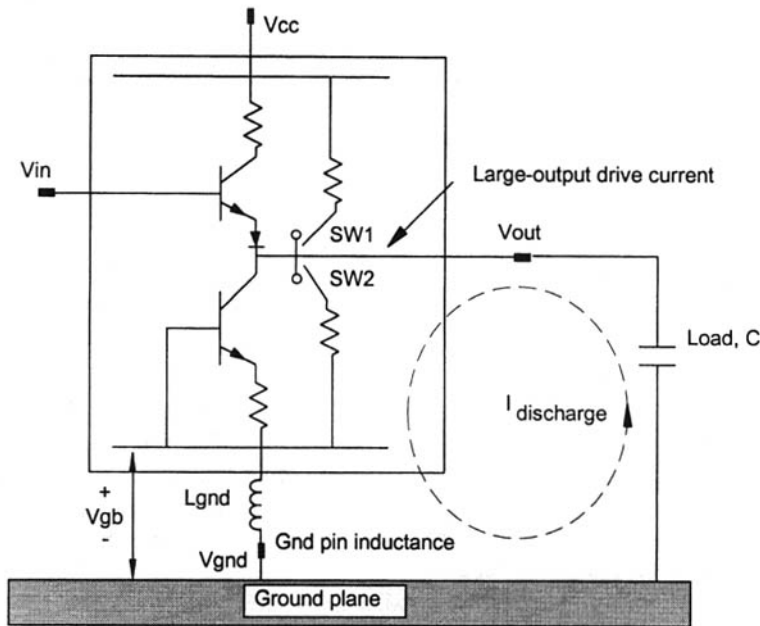 Vcc
Vin
Large-output drive current
SW1
Vout
SW2
Load, C
I discharge
+
Vgb
-
Lgnd
Gnd pin inductance
Vgnd
Ground plane